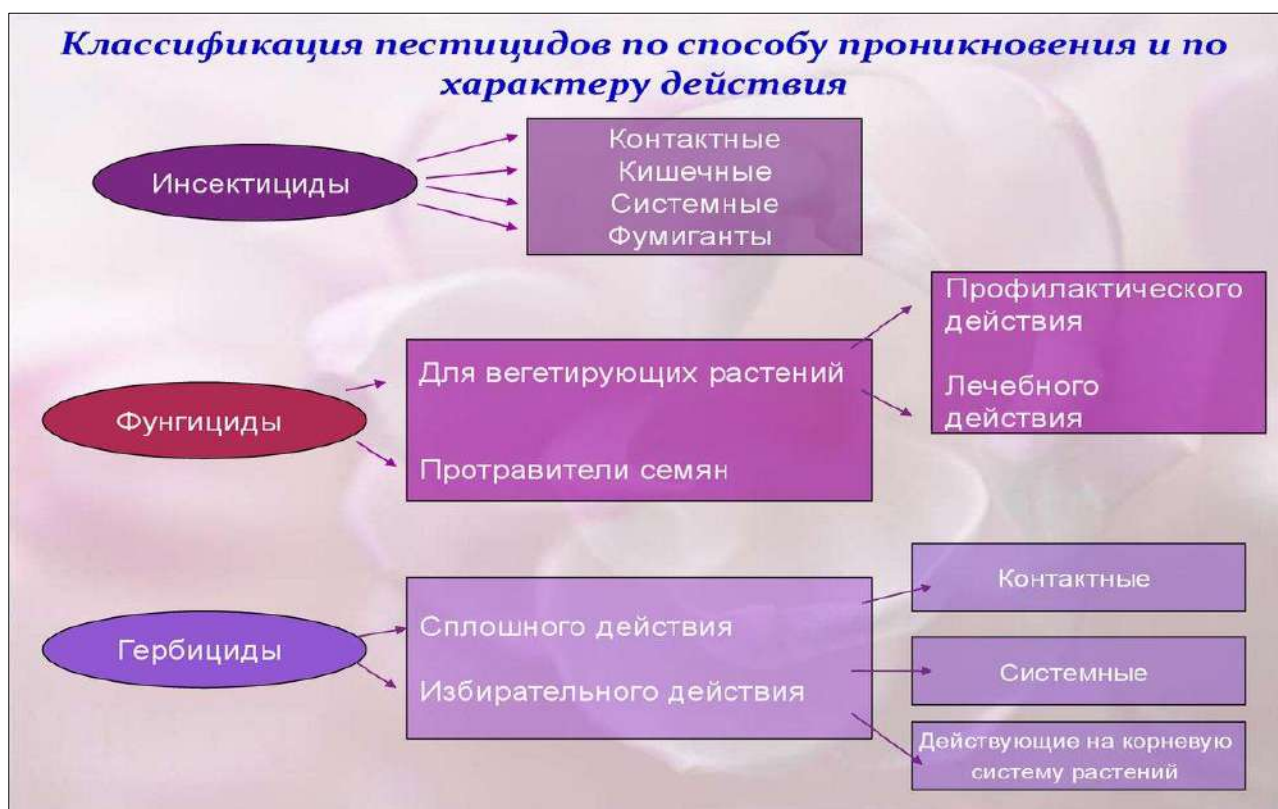 Классификация пестицидов по способу проникновения и по
характеру действия
Инсектициды
Контактные
Кишечные
Системные
Фумиганты
Фунгициды
Для вегетирующих растений
Протравители семян
Профилактического
действия
Лечебного
действия
Гербициды
Сплошного действия
Избирательного действия
Контактные
Системные
Действующие на корневую
систему растений